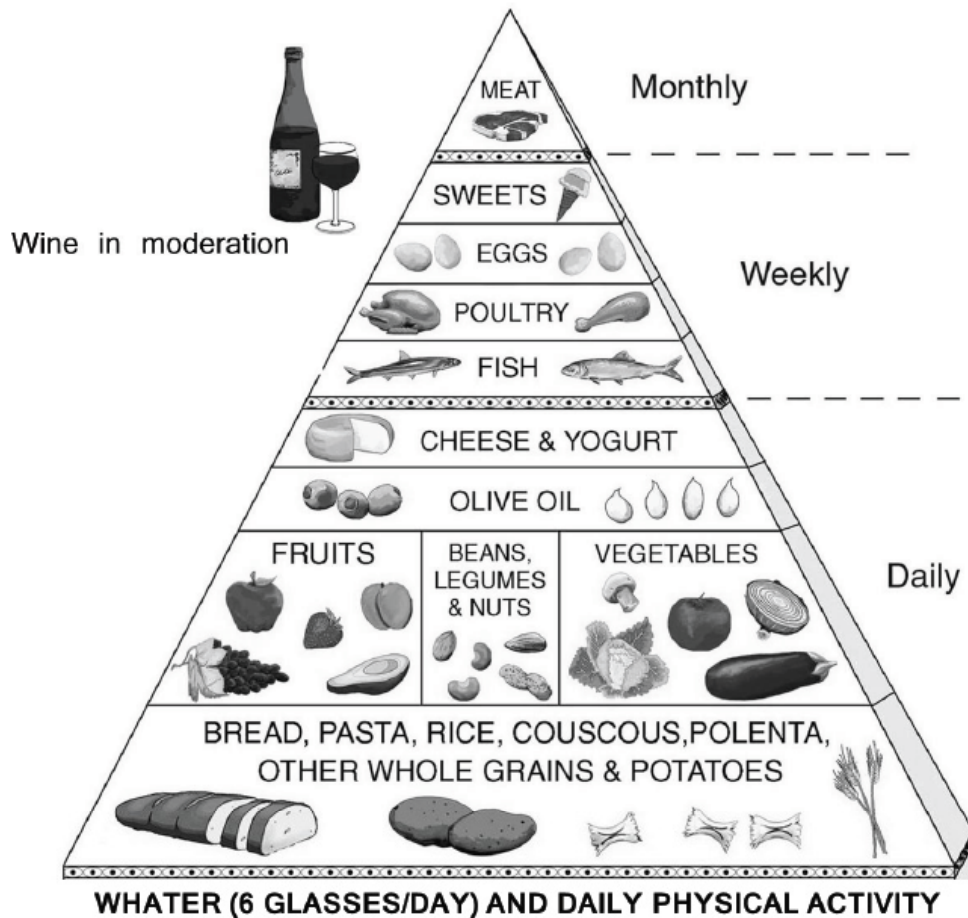 MEAT
Monthly
SWEETS
Wine in moderation
EGGS
Weekly
POULTRY
FISH
CHEESE & YOGURT
OLIVE OIL
FRUITS
BEANS,
LEGUMES
& NUTS
VEGETABLES
Daily
BREAD, PASTA, RICE, COUSCOUS,POLENTA,
OTHER WHOLE GRAINS & POTATOES
WHATER (6 GLASSES/DAY) AND DAILY PHYSICAL ACTIVITY